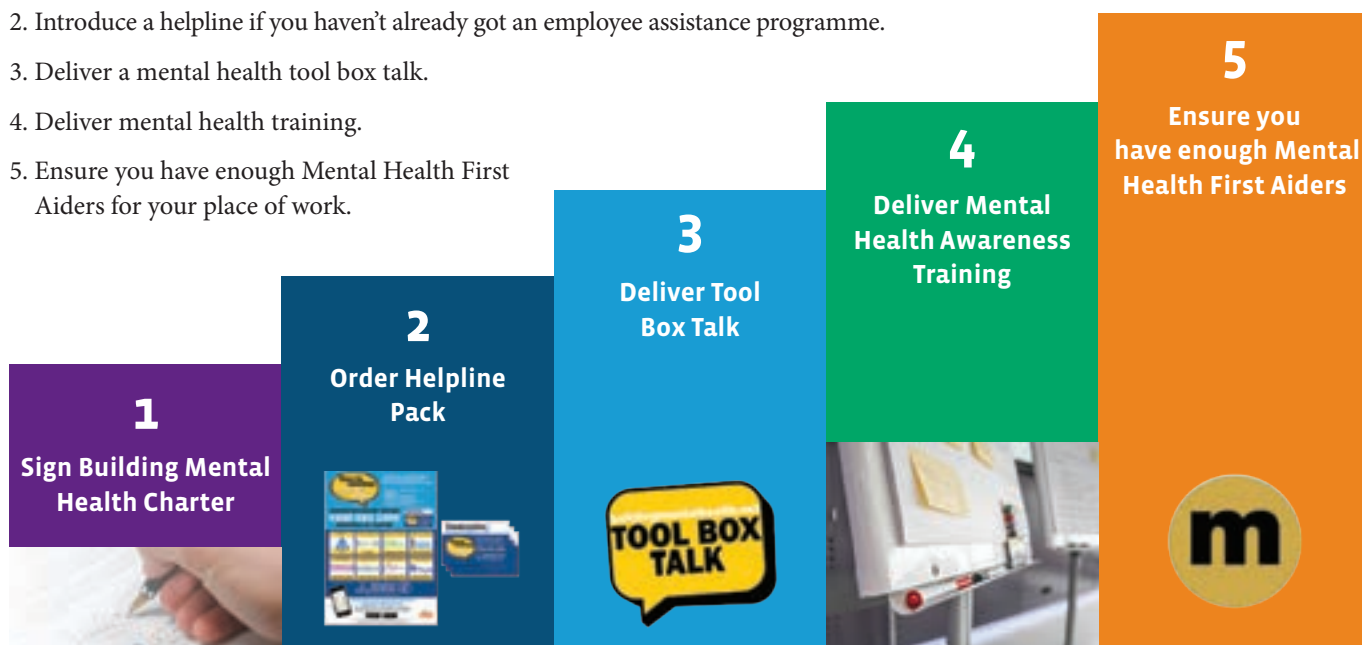 2. Introduce a helpline if you haven't already got an employee assistance programme.
3. Deliver a mental health tool box talk.
4. Deliver mental health training.
5. Ensure you have enough Mental Health First
Aiders for your place of work.
1
Sign Building Mental
Health Charter
2
Order Helpline
Pack
3
Deliver Tool
Box Talk
TOOL BOX
TALK
4
Deliver Mental
Health Awareness
Training
5
Ensure you
have enough Mental
Health First Aiders
m